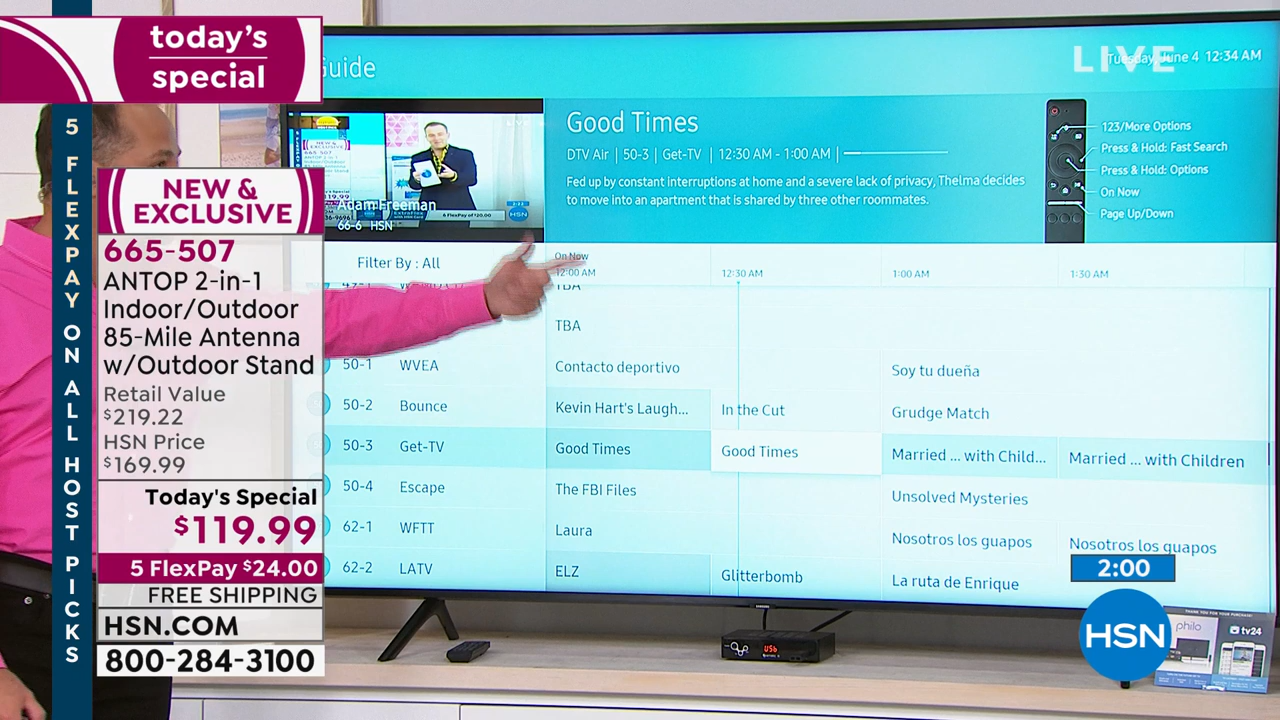 today's
special
5 FLEXPAY ON ALL HOST PICKS
NEW &
EXCLUSIVE
665-507
ANTOP 2-in-1
Indoor/Outdoor
85-Mile Antenna
w/Outdoor Stand
Retail Value
$219.22
HSN Price
$169.99
Today's Special
$119.99
5 FlexPay $24.00
FREE SHIPPING
HSN.COM
800-284-3100
Guide
LIVE
Tuesday, June 4 12:34 AM
Adam Freeman
66-6 HSN
Good Times
DTV Air | 50-3 | Get-TV | 12:30 AM - 1:00 AM |
Fed up by constant interruptions at home and a severe lack of privacy, Thelma decides
to move into an apartment that is shared by three other roommates.
123/More Options
Press & Hold: Fast Search
Press & Hold: Options
On Now
Page Up/Down
Filter By : All
On Now
12:00 AM 12:30 AM 1:00 AM 1:30 AM
TBA
TBA
50-1 WVEA Contacto deportivo Soy tu dueña
50-2 Bounce Kevin Hart's Laugh... In the Cut Grudge Match
50-3 Get-TV Good Times Good Times Married ... with Child... Married ... with Children
50-4 Escape The FBI Files Unsolved Mysteries
62-1 WFTT Laura Nosotros los guapos Nosotros los guapos
62-2 LATV ELZ Glitterbomb La ruta de Enrique
2:00
HSN
SAMSUNG
USb
THANK YOU FOR YOUR PURCHASE!
philo
tv24